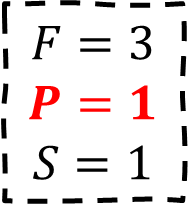 F = 3
P = 1
S = 1